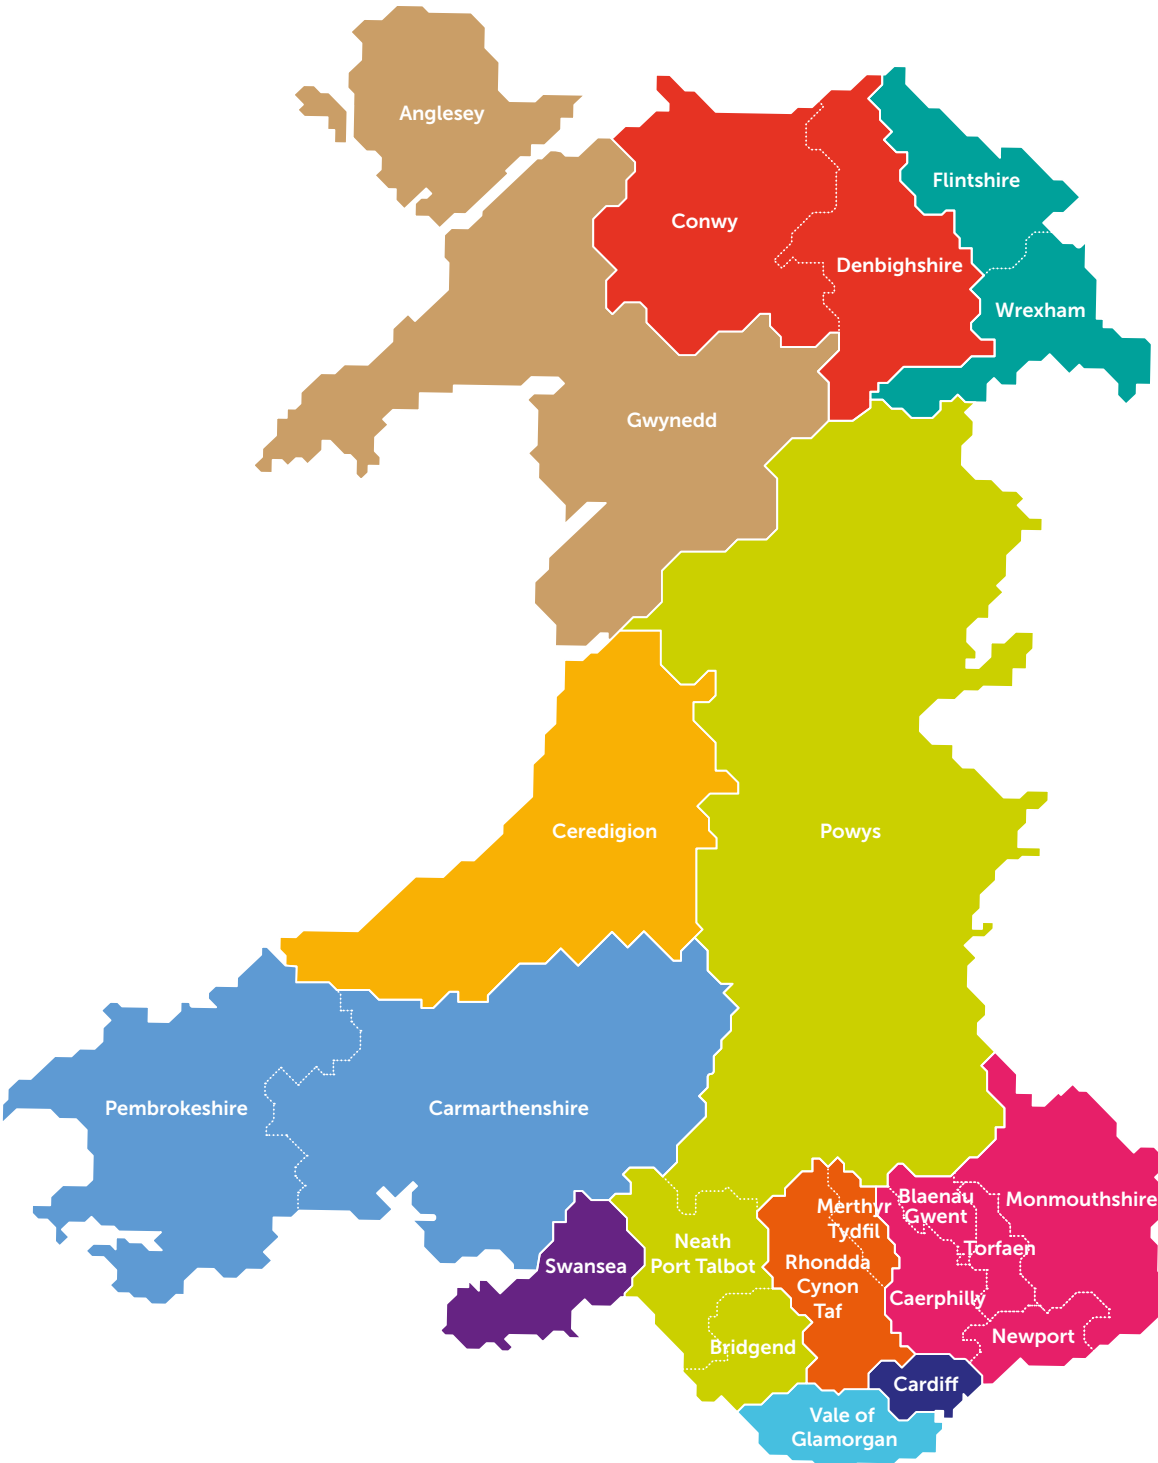 Anglesey
Flintshire
Conwy
Denbighshire
Wrexham
Gwynedd
Ceredigion
Powys
Pembrokeshire
Carmarthenshire
Blaenau
Gwent
Monmouthshire
Merthyr
Tydfil
Neath
Port Talbot
Torfaen
Swansea
Rhondda
Cynon
Taf
Caerphilly
Newport
Bridgend
Cardiff
Vale of
Glamorgan